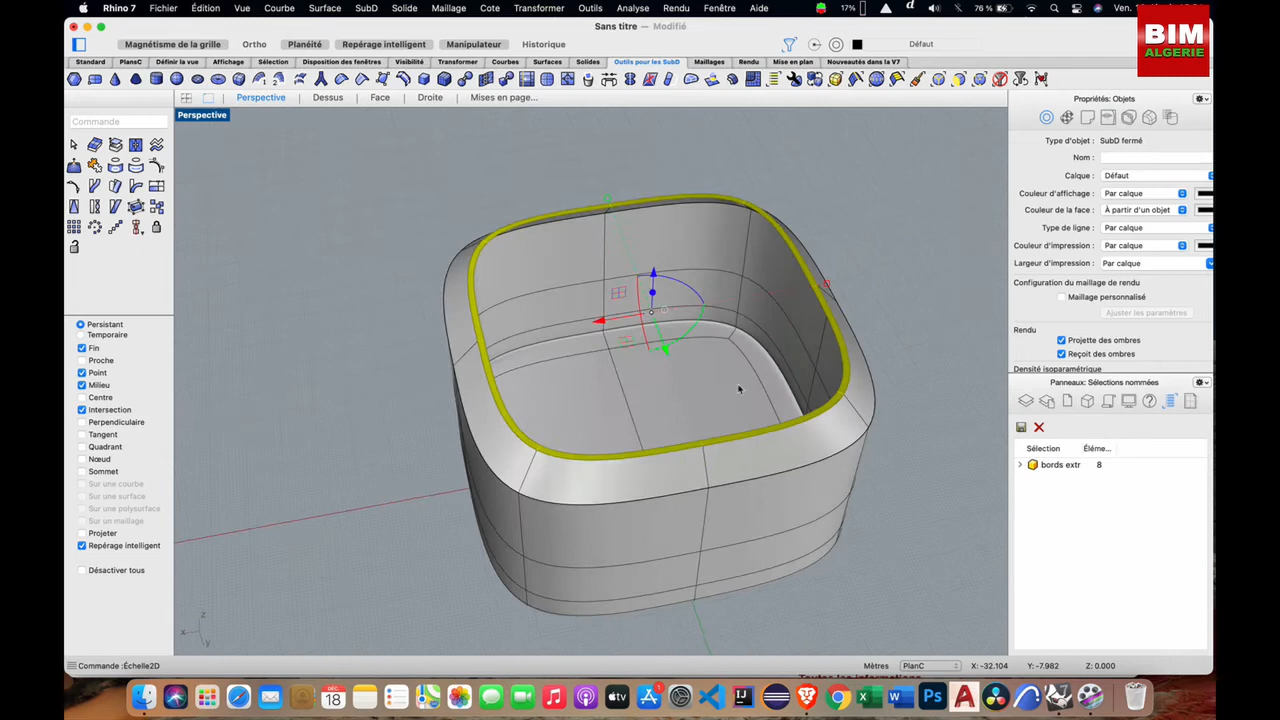 Rhino 7 Fichier Édition Vues Courbe Surface SubD Solide Maillage Cote Transformer Outils Analyse Rendu Fenêtre Aide 17% 76 %
BIM
ALGERIE
Sans titre — Modifié
Magnétisme de la grille Ortho Planéité Repérage intelligent Manipulateur Historique Défaut
Standard PlansC Définir la vue Affichage Sélection Disposition des fenêtres Visibilité Transformer Courbes Surfaces Solides Outils pour les SubD Maillages Rendu Mise en plan Nouveautés dans la V7
Perspective Dessus Face Droite Mises en page...
Perspective
Commande
Persistant
Temporaire
Fin
Proche
Point
Milieu
Centre
Intersection
Perpendiculaire
Tangent
Quadrant
Nœud
Sommet
Sur une courbe
Sur une surface
Sur une polysurface
Sur un maillage
Projeter
Repérage intelligent
Désactiver tous
z
x
y
Propriétés: Objets
Type d'objet : SubD fermé
Nom :
Calque : Défaut
Couleur d'affichage : Par calque
Couleur de la face : À partir d'un objet
Type de ligne : Par calque
Couleur d'impression : Par calque
Largeur d'impression : Par calque
Configuration du maillage de rendu
Maillage personnalisé
Ajuster les paramètres
Rendu
Projette des ombres
Reçoit des ombres
Densité isoparamétrique
Panneaux: Sélections nommées
Sélection Éléme...
bords extr 8
Commande :Échelle2D Mètres PlanC X: -32.104 Y: -7.982 Z: 0.000
DÉC.
18